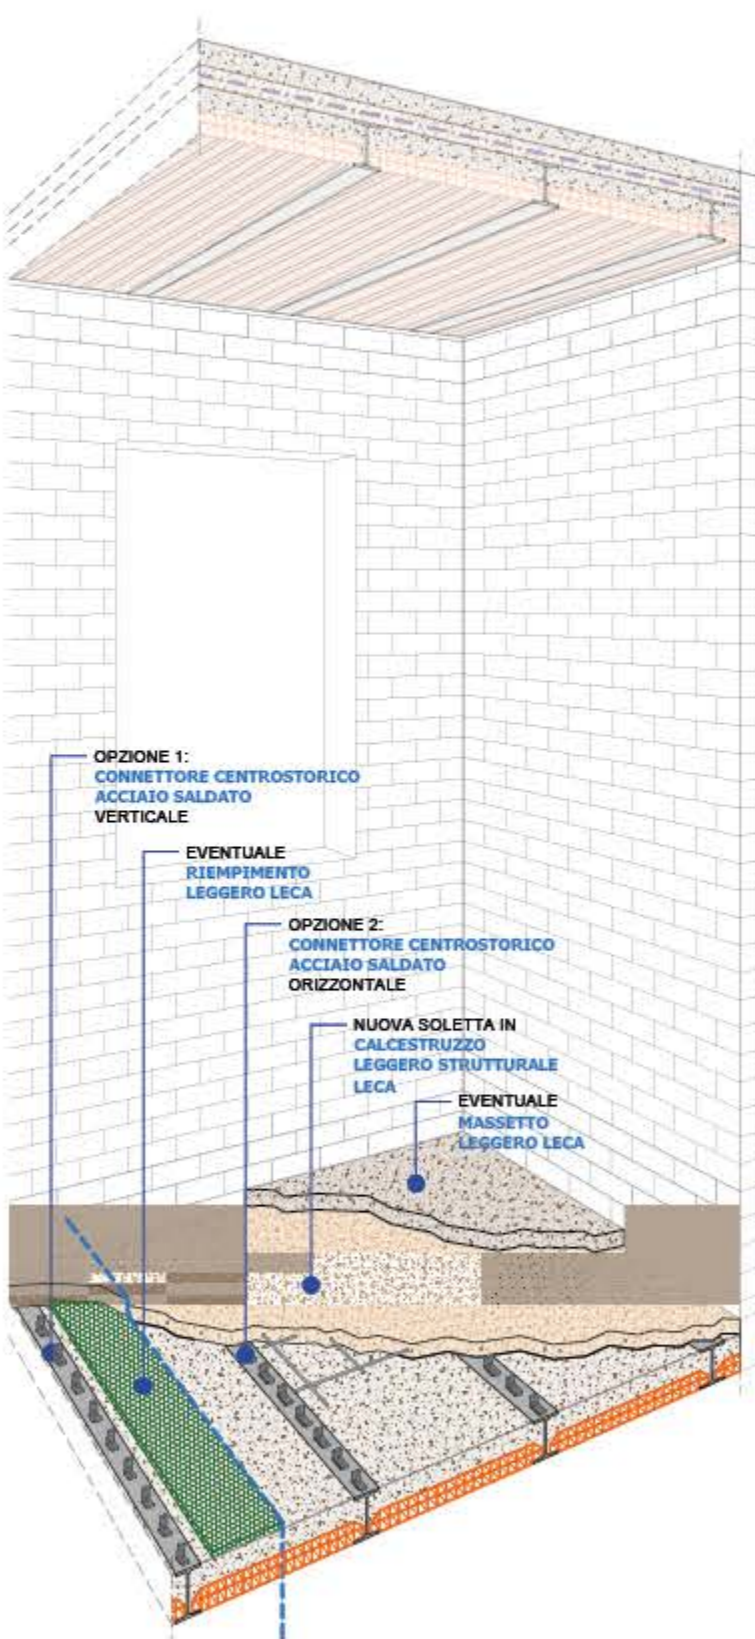 OPZIONE 1:
CONNETTORE CENTROSTORICO
ACCIAIO SALDATO
VERTICALE
EVENTUALE
RIEMPIMENTO
LEGGERO LECA
OPZIONE 2:
CONNETTORE CENTROSTORICO
ACCIAIO SALDATO
ORIZZONTALE
NUOVA SOLETTA IN
CALCESTRUZZO
LEGGERO STRUTTURALE
LECA
EVENTUALE
MASSETTO
LEGGERO LECA